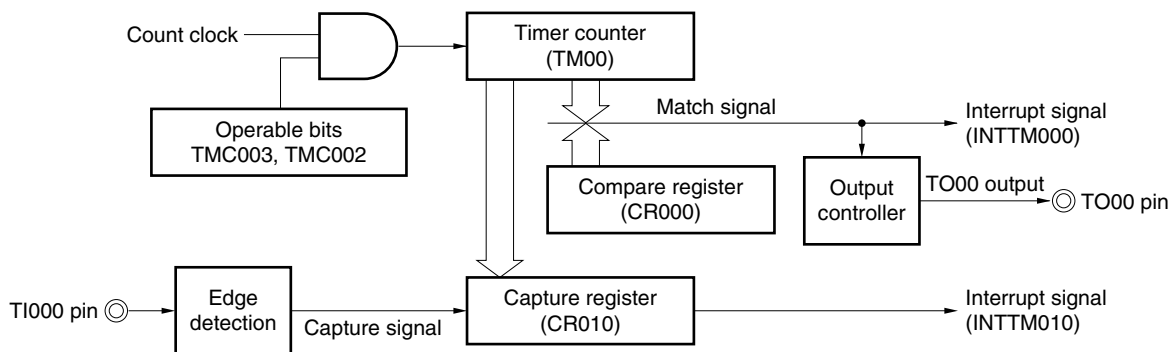 Count clock
Timer counter
(TM00)
Operable bits
TMC003, TMC002
Match signal
Interrupt signal
(INTTM000)
Compare register
(CR000)
Output
controller
TO00 output
TO00 pin
TI000 pin
Edge
detection
Capture signal
Capture register
(CR010)
Interrupt signal
(INTTM010)